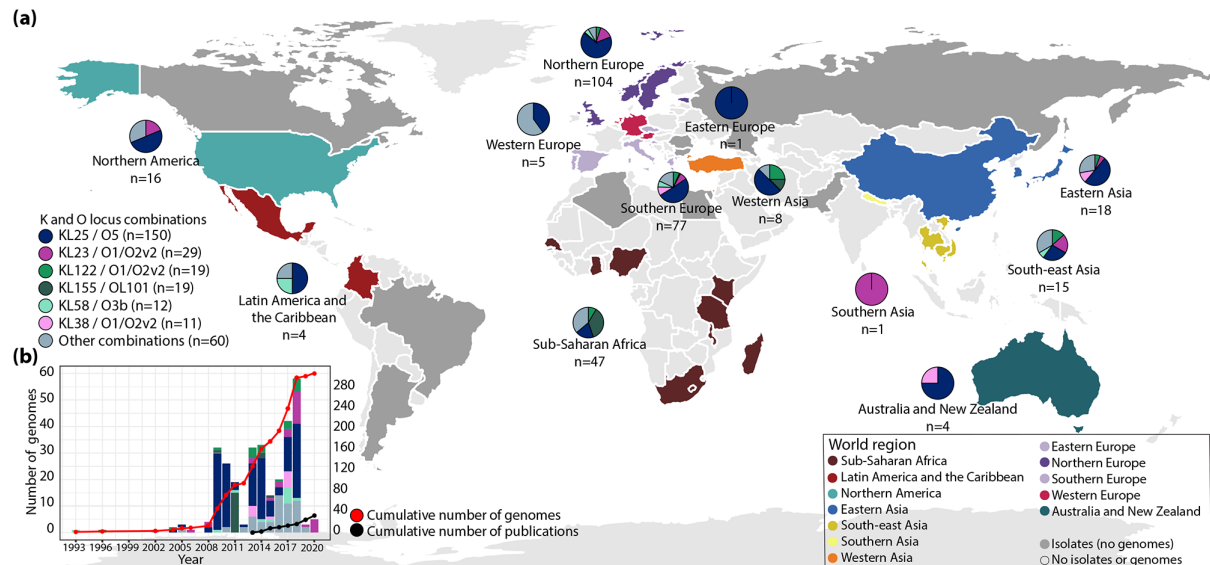 (a)
Northern Europe
n=104
Western Europe
n=5
Eastern Europe
n=1
Northern America
n=16
Southern Europe
n=77
Western Asia
n=8
Eastern Asia
n=18
K and O locus combinations
KL25 / O5 (n=150)
KL23 / O1/O2v2 (n=29)
KL122 / O1/O2v2 (n=19)
KL155 / OL101 (n=19)
KL58 / O3b (n=12)
KL38 / O1/O2v2 (n=11)
Other combinations (n=60)
Latin America and
the Caribbean
n=4
Sub-Saharan Africa
n=47
Southern Asia
n=1
South-east Asia
n=15
Australia and New Zealand
n=4
(b)
Number of genomes
60
50
40
30
20
10
0
280
240
200
160
120
80
40
0
1993 1996 1999 2002 2005 2008 2011 2014 2017 2020
Year
Cumulative number of genomes
Cumulative number of publications
World region
Sub-Saharan Africa
Latin America and the Caribbean
Northern America
Eastern Asia
South-east Asia
Southern Asia
Western Asia
Eastern Europe
Northern Europe
Southern Europe
Western Europe
Australia and New Zealand
Isolates (no genomes)
No isolates or genomes